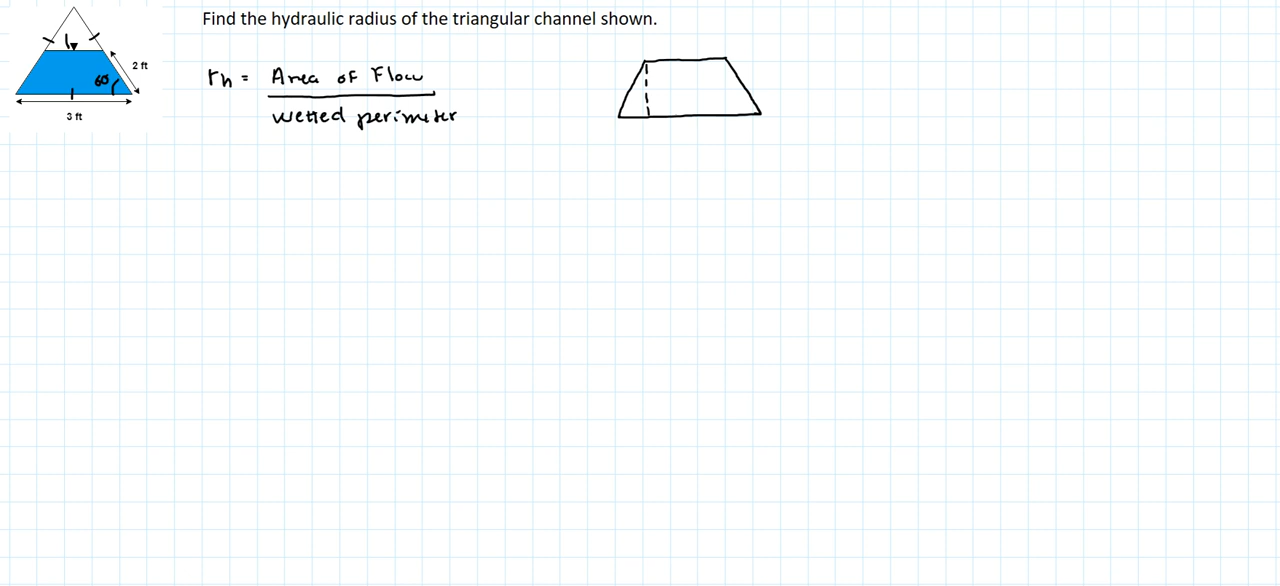 Find the hydraulic radius of the triangular channel shown.
2 ft
60
3 ft
rh = Area of Flow
wetted perimeter